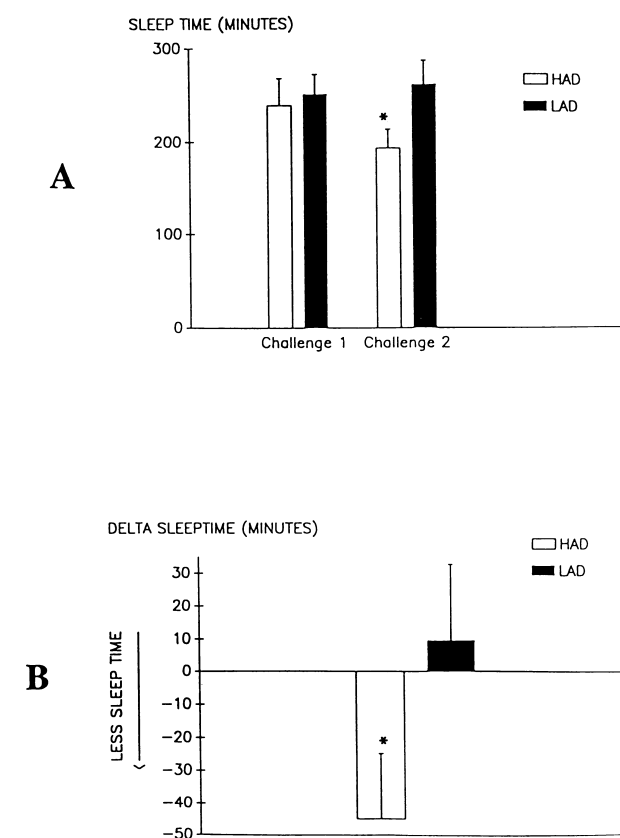 SLEEP TIME (MINUTES)
300
HAD
LAD
*
200
A
100
0
Challenge 1 Challenge 2
DELTA SLEEPTIME (MINUTES)
HAD
LAD
30
20
10
0
B
LESS SLEEP TIME
-10
-20
*
-30
-40
-50